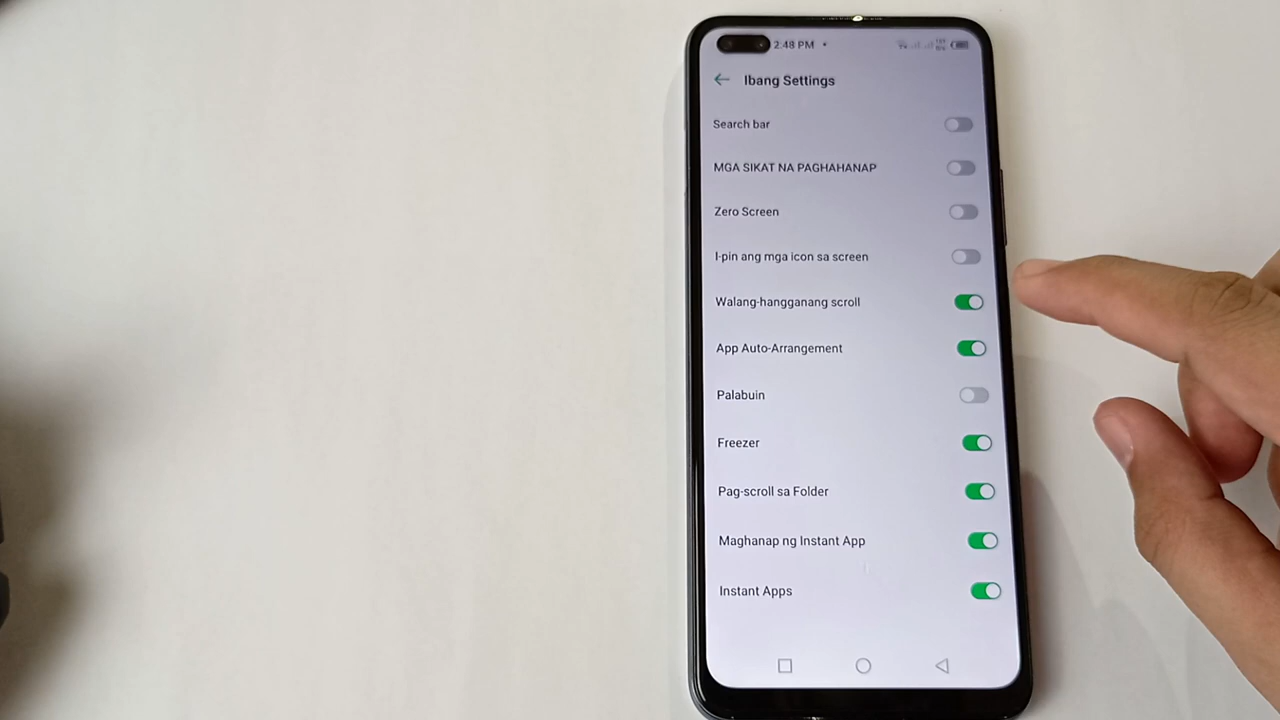 2:48 PM
Ibang Settings
Search bar
MGA SIKAT NA PAGHAHANAP
Zero Screen
I-pin ang mga icon sa screen
Walang-hangganang scroll
App Auto-Arrangement
Palabuin
Freezer
Pag-scroll sa Folder
Maghanap ng Instant App
Instant Apps